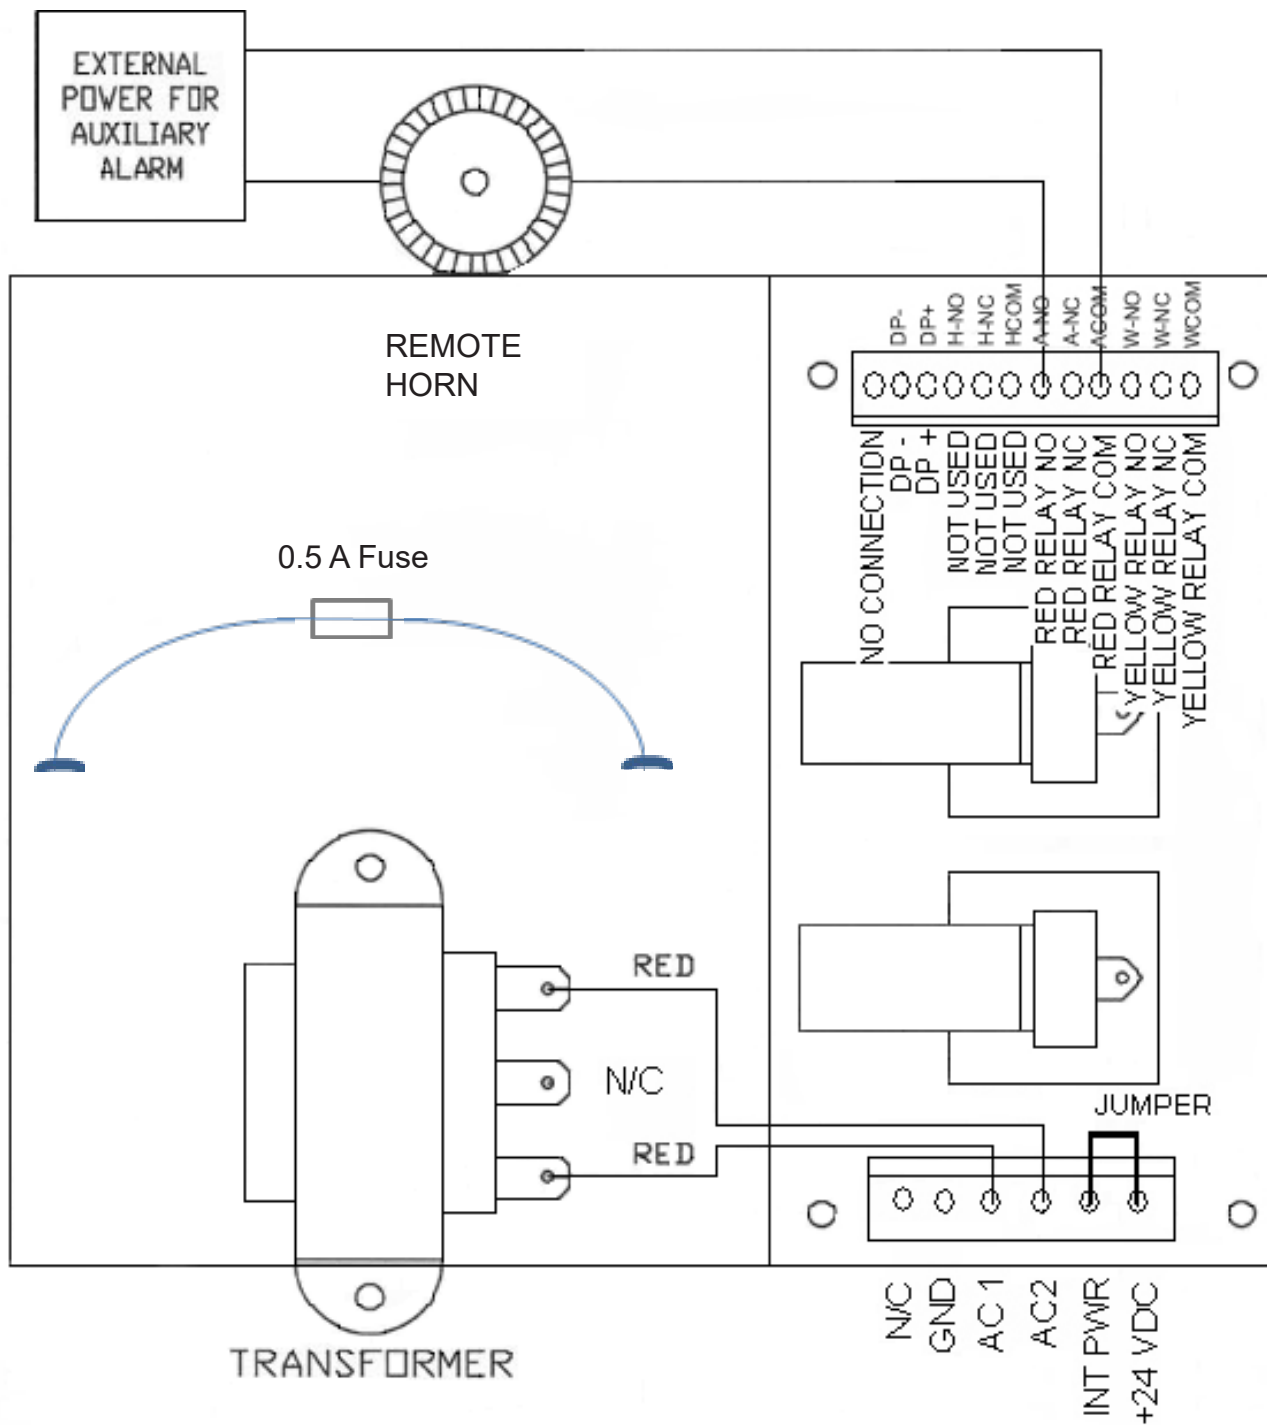 EXTERNAL
POWER FOR
AUXILIARY
ALARM
REMOTE
HORN
DP-
DP+
H-NO
H-NC
HCOM
A-NO
A-NC
ACOM
W-NO
W-NC
WCOM
NO CONNECTION
DP -
DP +
NOT USED
NOT USED
NOT USED
RED RELAY NO
RED RELAY NC
RED RELAY COM
YELLOW RELAY NO
YELLOW RELAY NC
YELLOW RELAY COM
0.5 A Fuse
RED
N/C
RED
JUMPER
N/C
GND
AC 1
AC2
INT PWR
+24 VDC
TRANSFORMER